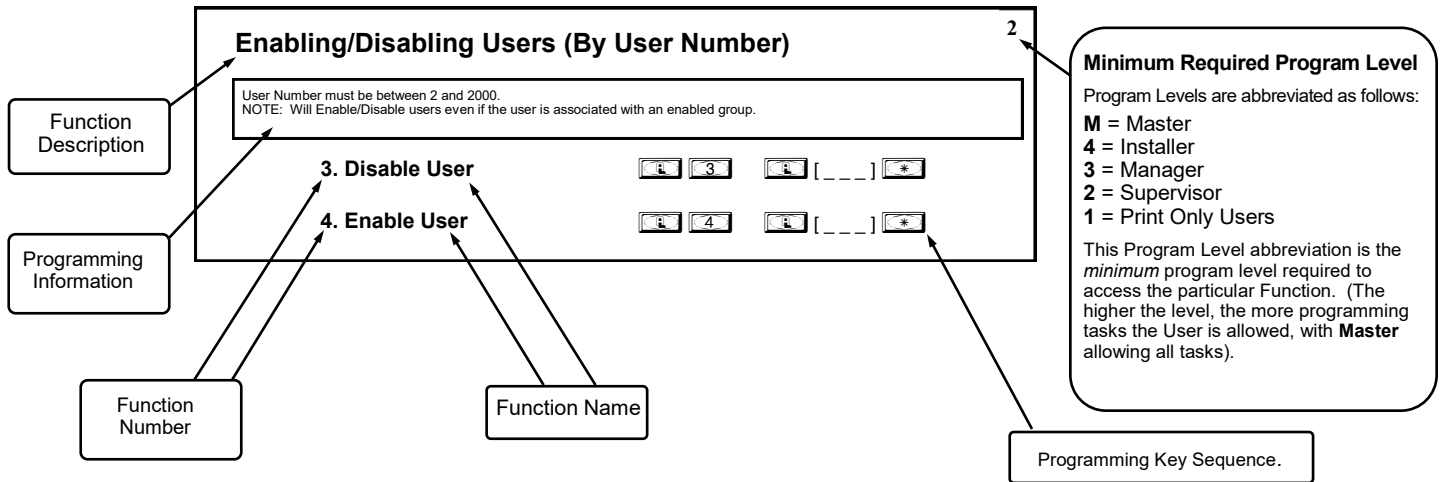 Enabling/Disabling Users (By User Number)
2
User Number must be between 2 and 2000.
NOTE: Will Enable/Disable users even if the user is associated with an enabled group.
3. Disable User 3 [ _ _ _ ] *
4. Enable User 4 [ _ _ _ ] *
Function
Description
Programming
Information
Function
Number
Function Name
Programming Key Sequence.
Minimum Required Program Level
Program Levels are abbreviated as follows:
M = Master
4 = Installer
3 = Manager
2 = Supervisor
1 = Print Only Users
This Program Level abbreviation is the
minimum program level required to
access the particular Function. (The
higher the level, the more programming
tasks the User is allowed, with Master
allowing all tasks).